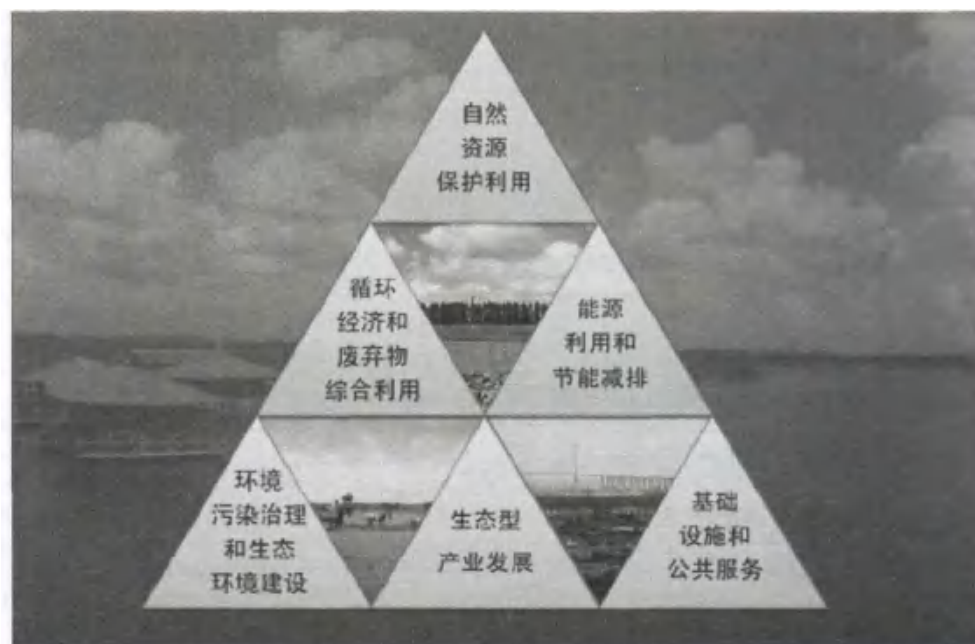 自然
资源
保护利用
循环
经济和
废弃物
综合利用
能源
利用和
节能减排
环境
污染治理
和生态
环境建设
生态型
产业发展
基础
设施和
公共服务